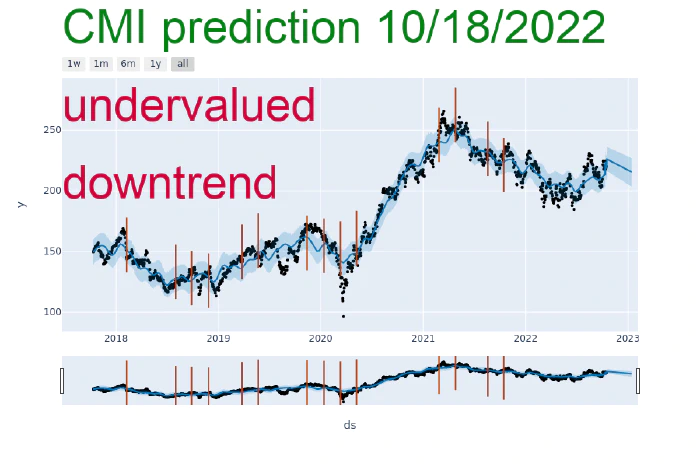 CMI prediction 10/18/2022
1w 1m 6m 1y all
undervalued
downtrend
250
200
150
100
y
2018 2019 2020 2021 2022 2023
ds